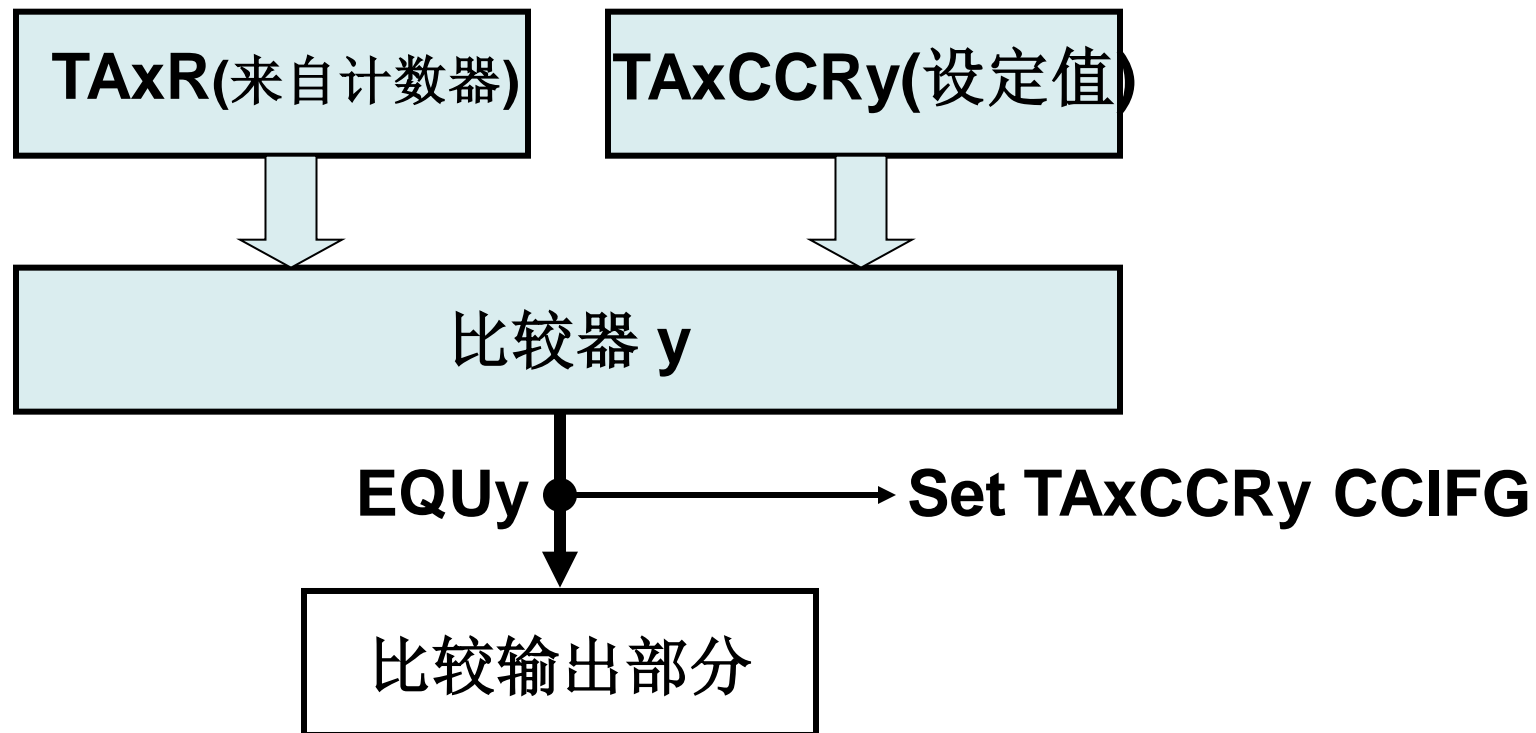 TAxR(来自计数器)
TAxCCRy(设定值)
比较器 y
EQUy
Set TAxCCRy CCIFG
比较输出部分